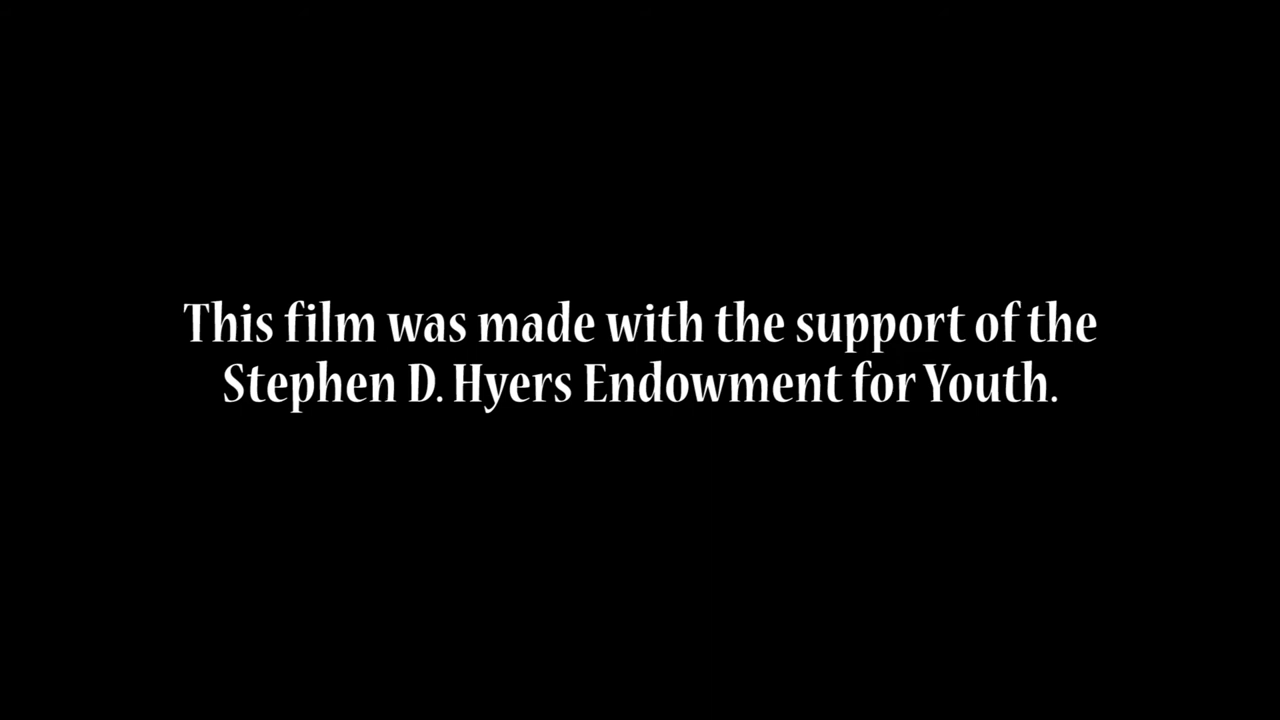 This film was made with the support of the
Stephen D. Hyers Endowment for Youth.